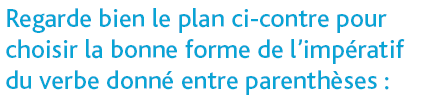 Regarde bien le plan ci-contre pour
choisir la bonne forme de l'impératif
du verbe donné entre parenthèses :